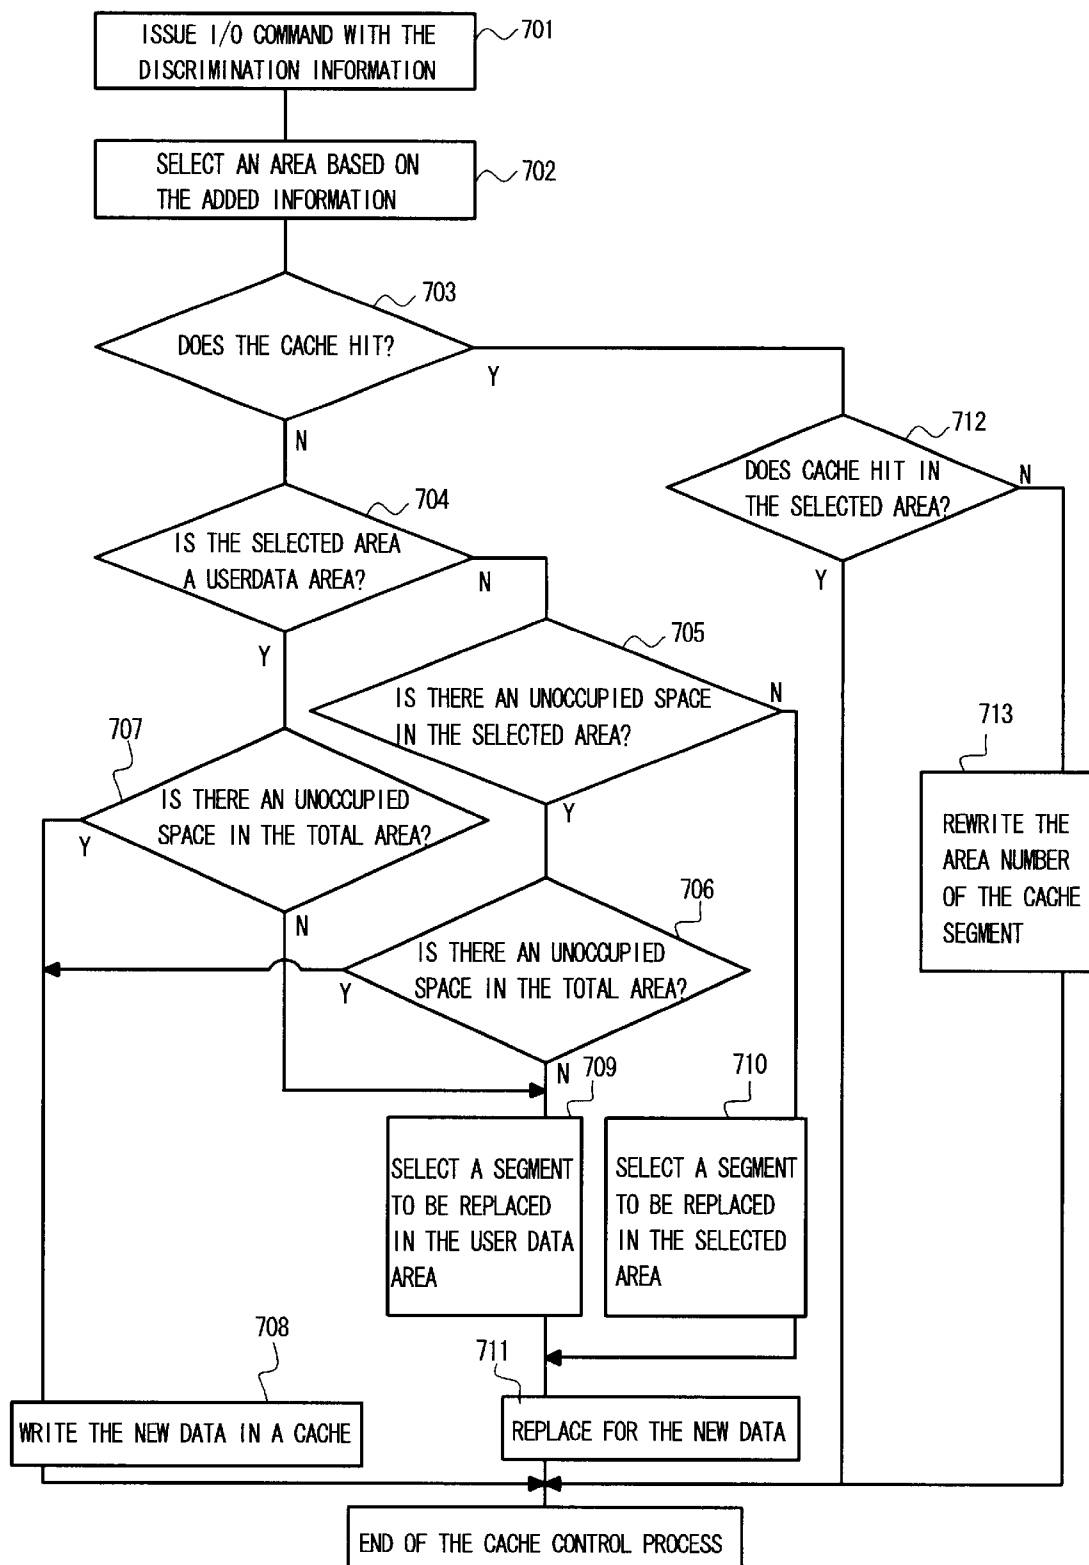 ISSUE I/O COMMAND WITH THE
DISCRIMINATION INFORMATION
701
SELECT AN AREA BASED ON
THE ADDED INFORMATION
702
703
DOES THE CACHE HIT?
Y
N
712
DOES CACHE HIT IN
THE SELECTED AREA?
N
Y
704
IS THE SELECTED AREA
A USERDATA AREA?
N
Y
705
IS THERE AN UNOCCUPIED SPACE
IN THE SELECTED AREA?
N
Y
707
IS THERE AN UNOCCUPIED
SPACE IN THE TOTAL AREA?
Y
N
713
REWRITE THE
AREA NUMBER
OF THE CACHE
SEGMENT
706
IS THERE AN UNOCCUPIED
SPACE IN THE TOTAL AREA?
Y
N
709
SELECT A SEGMENT
TO BE REPLACED
IN THE USER DATA
AREA
710
SELECT A SEGMENT
TO BE REPLACED
IN THE SELECTED
AREA
708
WRITE THE NEW DATA IN A CACHE
711
REPLACE FOR THE NEW DATA
END OF THE CACHE CONTROL PROCESS